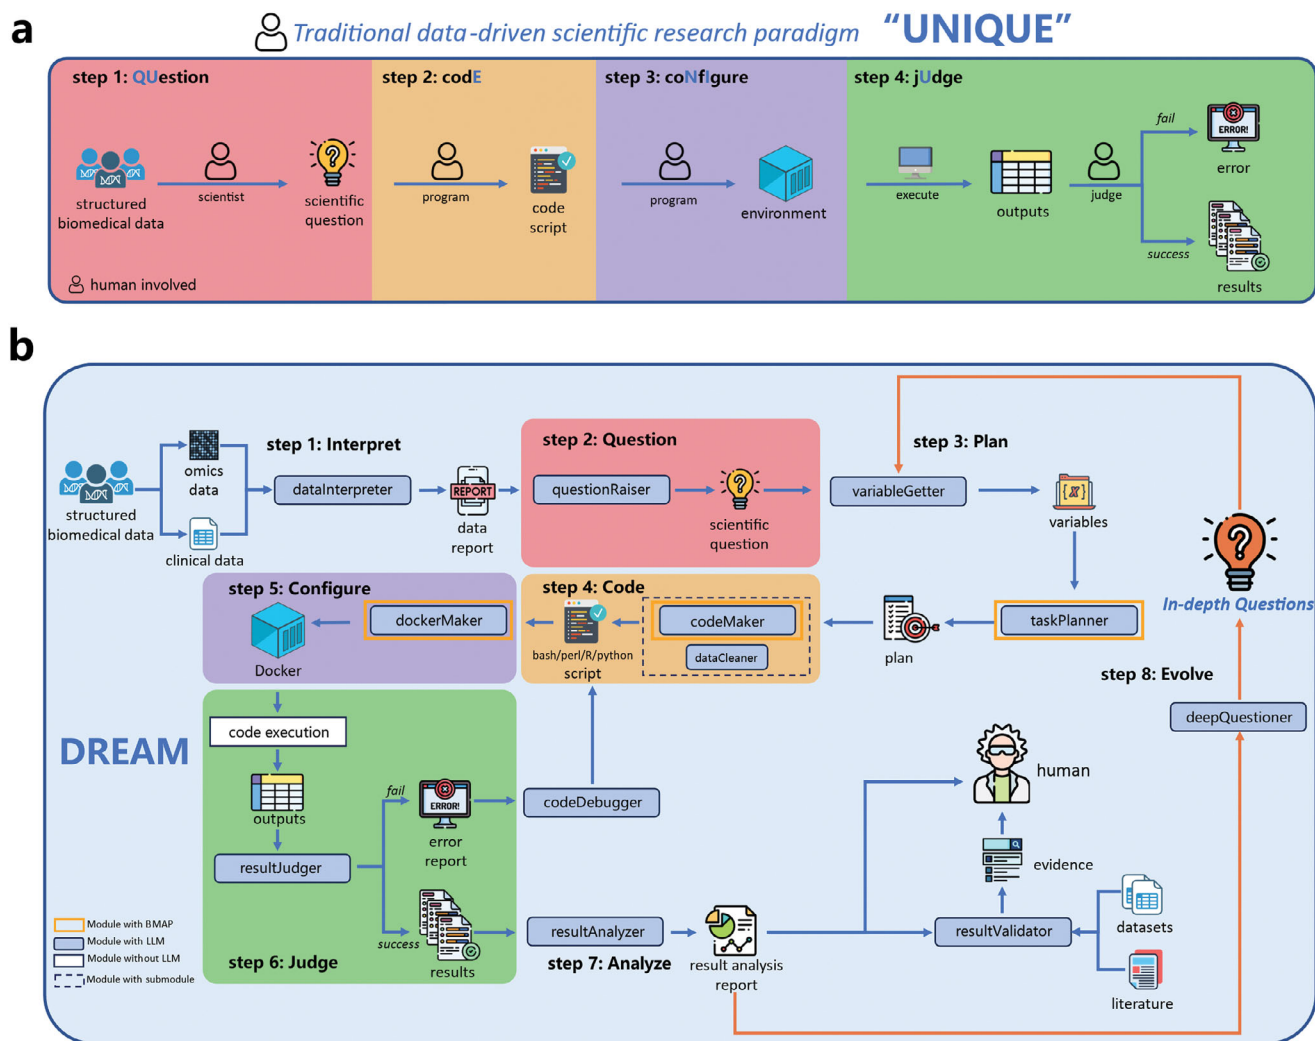 a
Traditional data-driven scientific research paradigm “UNIQUE”
step 1: QUestion
step 2: codE
step 3: coNfIgure
step 4: jUdge
structured
biomedical data
scientist
scientific
question
program
code
script
program
environment
execute
outputs
judge
fail
ERROR!
error
success
results
human involved
b
step 1: Interpret
structured
biomedical data
omics
data
clinical data
dataInterpreter
REPORT
data
report
step 2: Question
questionRaiser
scientific
question
step 3: Plan
variableGetter
{x}
variables
taskPlanner
plan
step 4: Code
codeMaker
dataCleaner
bash/perl/R/python
script
step 5: Configure
dockerMaker
Docker
DREAM
code execution
outputs
resultJudger
fail
ERROR!
error
report
success
results
step 6: Judge
codeDebugger
resultAnalyzer
step 7: Analyze
result analysis
report
human
evidence
resultValidator
datasets
literature
step 8: Evolve
deepQuestioner
In-depth Questions
Module with BMAP
Module with LLM
Module without LLM
Module with submodule